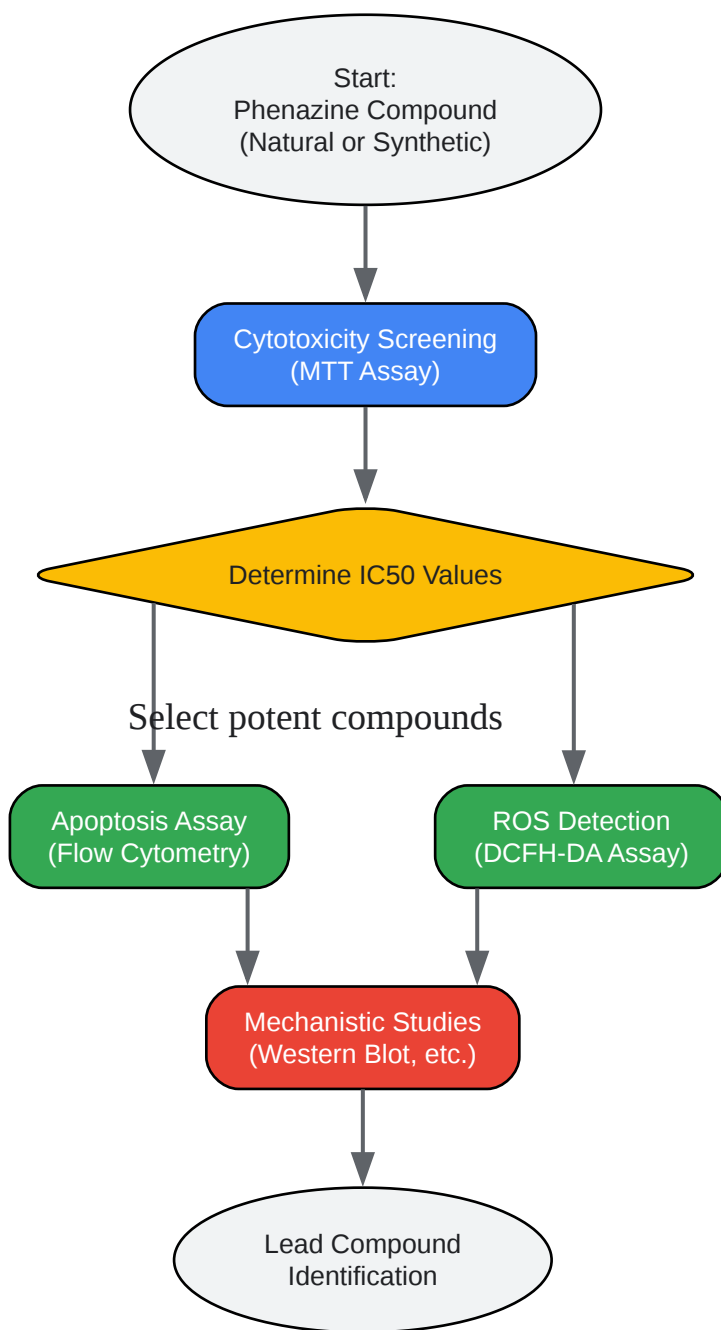 Start:
Phenazine Compound
(Natural or Synthetic)
Cytotoxicity Screening
(MTT Assay)
Determine IC50 Values
Select potent compounds
Apoptosis Assay
(Flow Cytometry)
ROS Detection
(DCFH-DA Assay)
Mechanistic Studies
(Western Blot, etc.)
Lead Compound
Identification